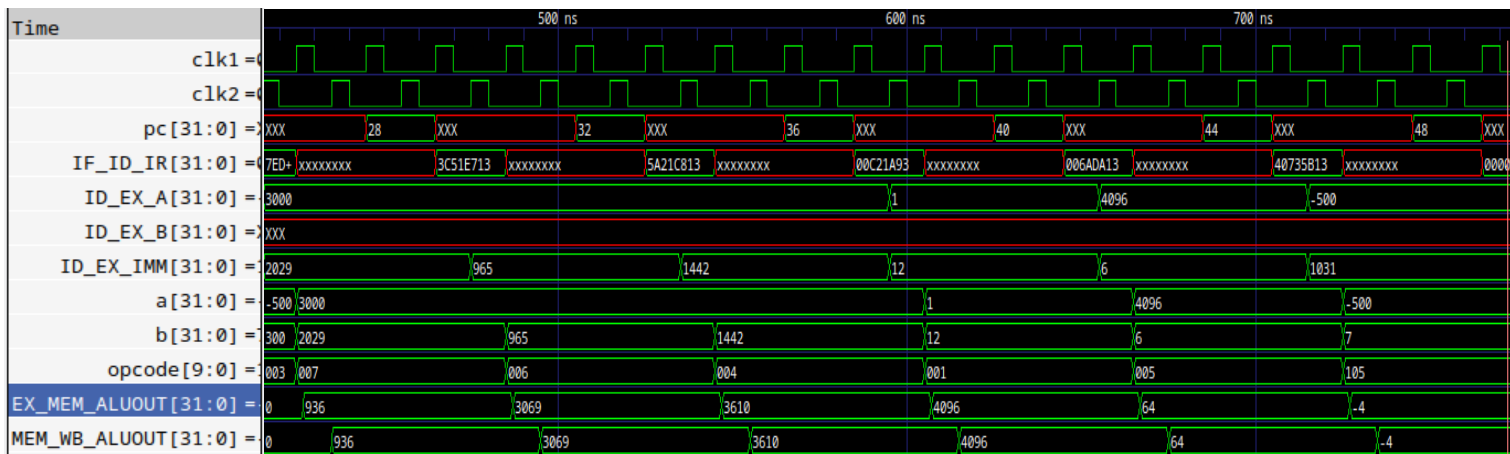 Time 500 ns 600 ns 700 ns
clk1 =
clk2 =
pc[31:0] = XXX 28 XXX 32 XXX 36 XXX 40 XXX 44 XXX 48 XXX
IF_ID_IR[31:0] = 7ED+ xxxxxxxx 3C51E713 xxxxxxxx 5A21C813 xxxxxxxx 00C21A93 xxxxxxxx 006ADA13 xxxxxxxx 40735B13 xxxxxxxx 0000
ID_EX_A[31:0] = 3000 1 4096 -500
ID_EX_B[31:0] = XXX
ID_EX_IMM[31:0] = 2029 965 1442 12 6 1031
a[31:0] = -500 3000 1 4096 -500
b[31:0] = 300 2029 965 1442 12 6 7
opcode[9:0] = 003 007 006 004 001 005 105
EX_MEM_ALUOUT[31:0] = 0 936 3069 3610 4096 64 -4
MEM_WB_ALUOUT[31:0] = 0 936 3069 3610 4096 64 -4